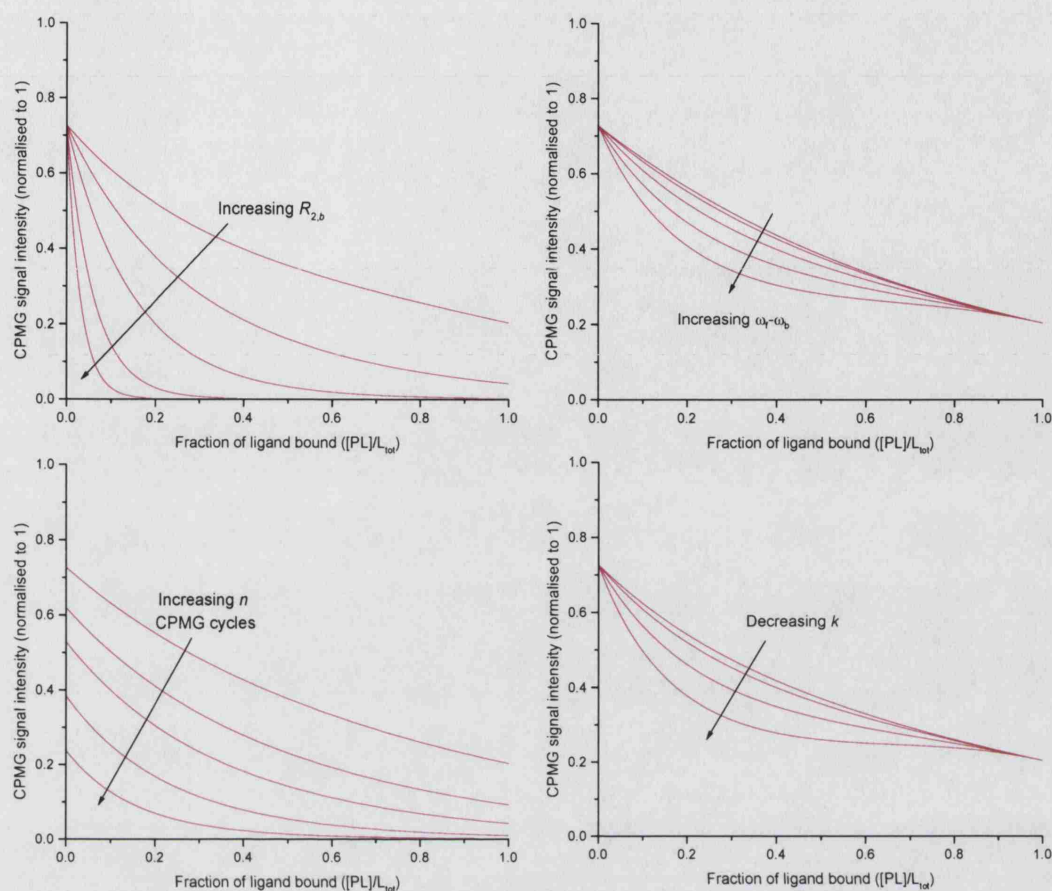 1.0
0.8
0.6
0.4
0.2
0.0
CPMG signal intensity (normalised to 1)
Increasing R2,b
0.0 0.2 0.4 0.6 0.8 1.0
Fraction of ligand bound ([PL]/Ltot)
1.0
0.8
0.6
0.4
0.2
0.0
CPMG signal intensity (normalised to 1)
Increasing ωf-ωb
0.0 0.2 0.4 0.6 0.8 1.0
Fraction of ligand bound ([PL]/Ltot)
1.0
0.8
0.6
0.4
0.2
0.0
CPMG signal intensity (normalised to 1)
Increasing n
CPMG cycles
0.0 0.2 0.4 0.6 0.8 1.0
Fraction of ligand bound ([PL]/Ltot)
1.0
0.8
0.6
0.4
0.2
0.0
CPMG signal intensity (normalised to 1)
Decreasing k
0.0 0.2 0.4 0.6 0.8 1.0
Fraction of ligand bound ([PL]/Ltot)